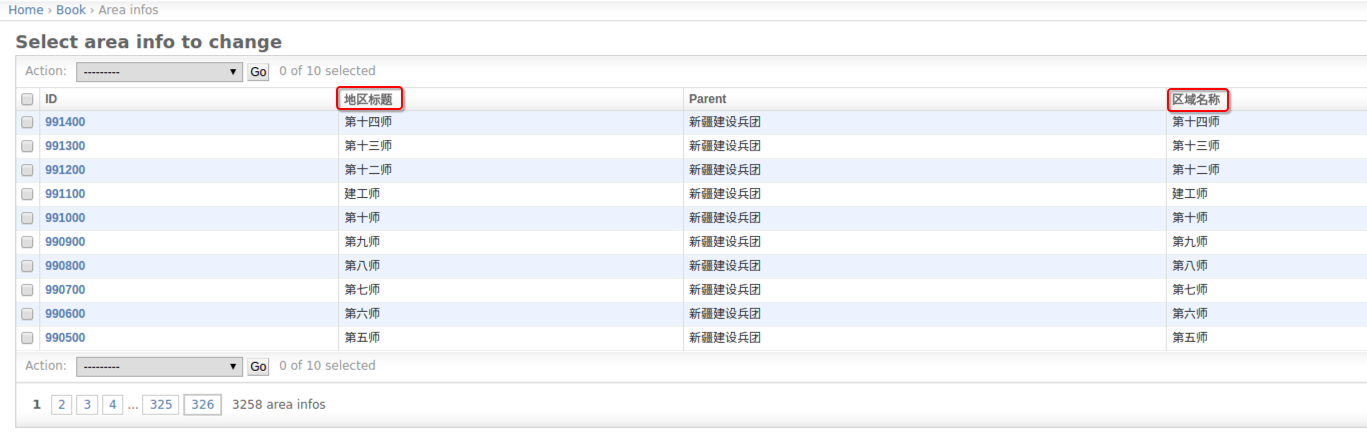 Home › Book › Area infos
Select area info to change
Action: --------- Go 0 of 10 selected
ID 地区标题 Parent 区域名称
991400 第十四师 新疆建设兵团 第十四师
991300 第十三师 新疆建设兵团 第十三师
991200 第十二师 新疆建设兵团 第十二师
991100 建工师 新疆建设兵团 建工师
991000 第十师 新疆建设兵团 第十师
990900 第九师 新疆建设兵团 第九师
990800 第八师 新疆建设兵团 第八师
990700 第七师 新疆建设兵团 第七师
990600 第六师 新疆建设兵团 第六师
990500 第五师 新疆建设兵团 第五师
Action: --------- Go 0 of 10 selected
1 2 3 4 ... 325 326 3258 area infos